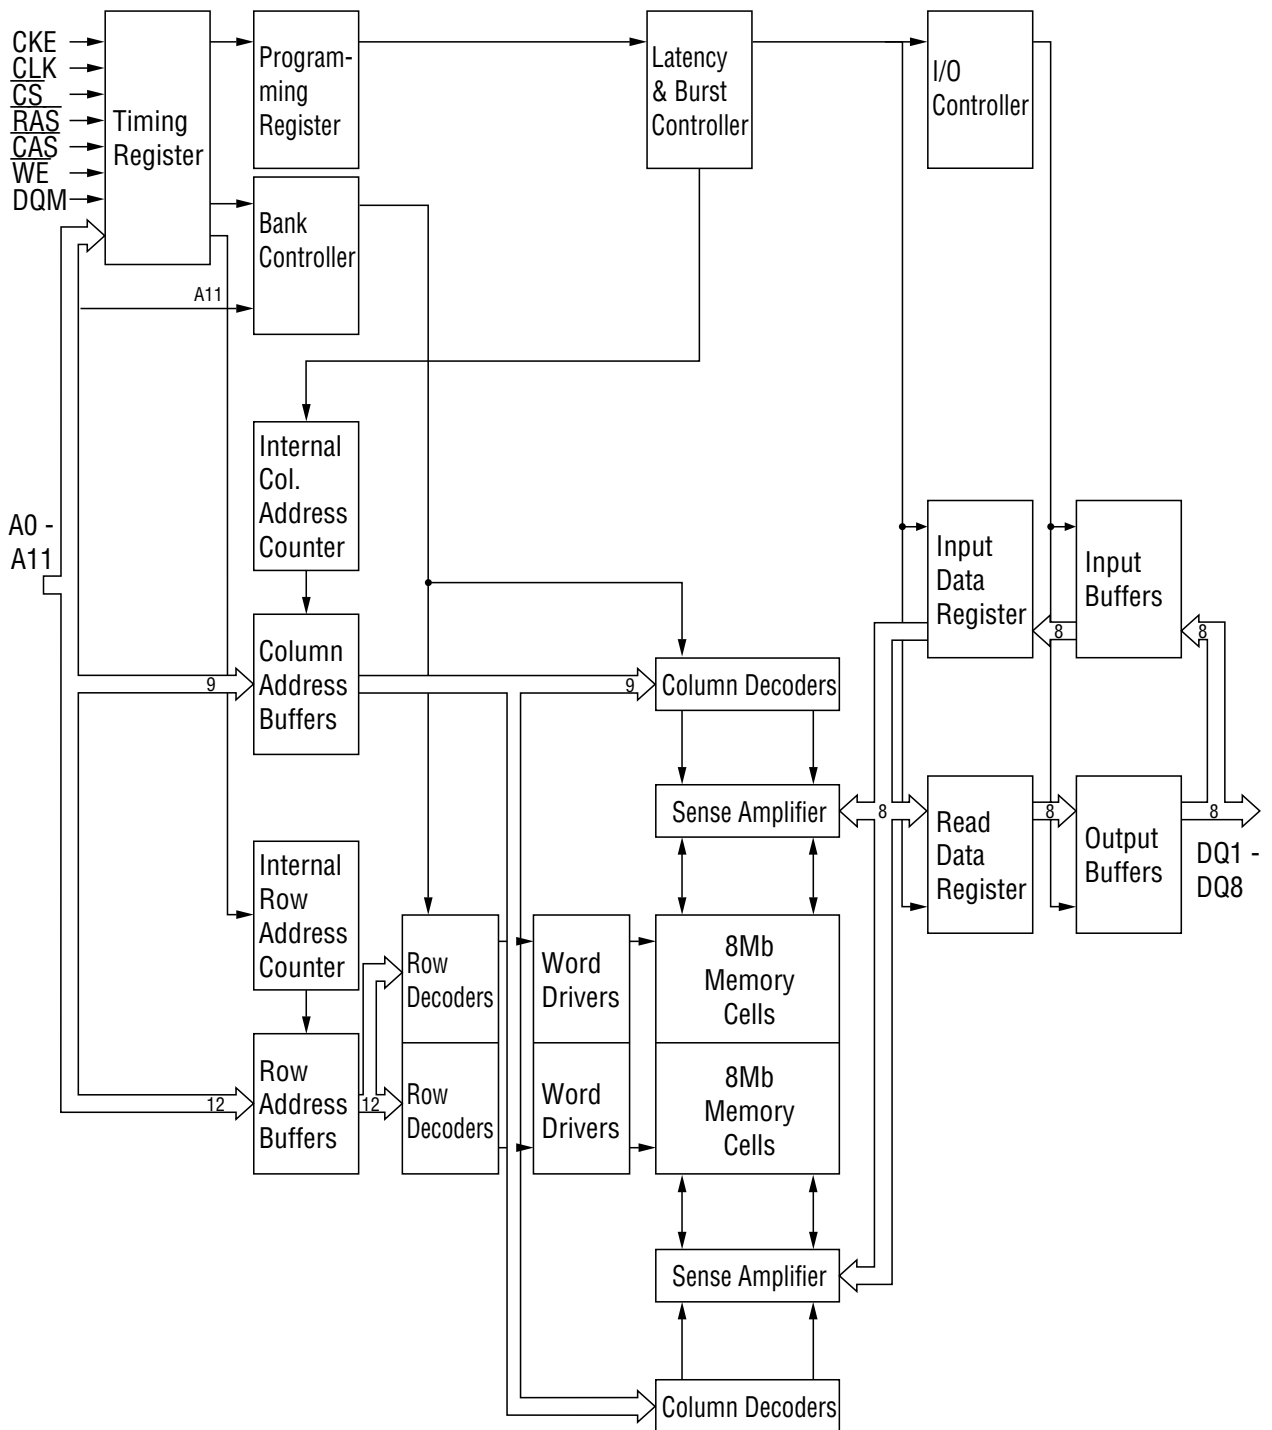 CKE
CLK
CS
RAS
CAS
WE
DQM
Timing
Register
Program-
ming
Register
Latency
& Burst
Controller
I/O
Controller
Bank
Controller
A11
Internal
Col.
Address
Counter
A0 -
A11
Input
Data
Register
8
Input
Buffers
8
Column
Address
Buffers
9
9
Column Decoders
Sense Amplifier
8
Read
Data
Register
8
Output
Buffers
8
DQ1 -
DQ8
Internal
Row
Address
Counter
Row
Decoders
Word
Drivers
8Mb
Memory
Cells
Row
Address
Buffers
12
12
Row
Decoders
Word
Drivers
8Mb
Memory
Cells
Sense Amplifier
Column Decoders